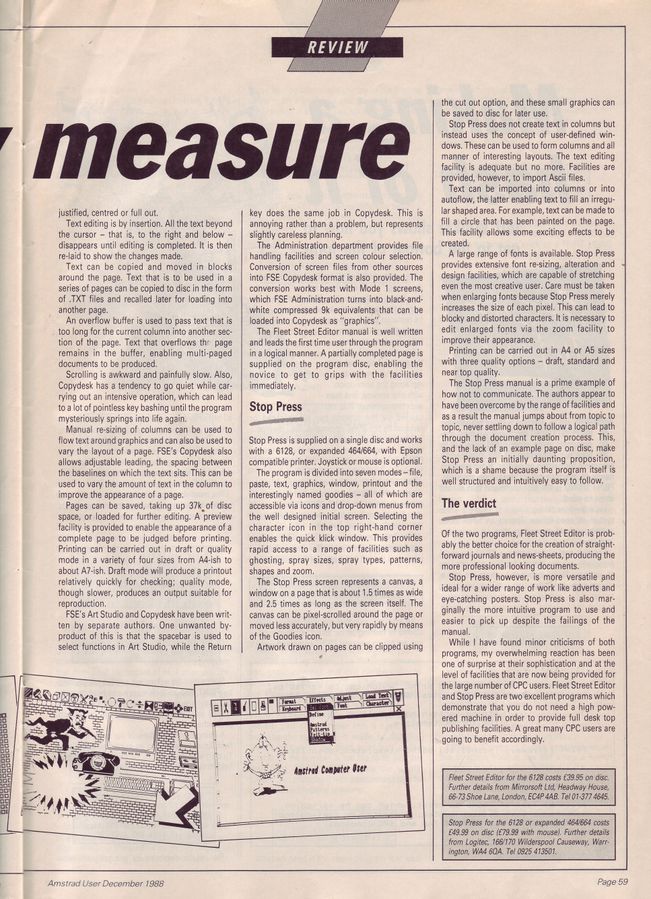 REVIEW
measure
justified, centred or full out.
Text editing is by insertion. All the text beyond
the cursor – that is, to the right and below –
disappears until editing is completed. It is then
re-laid to show the changes made.
Text can be copied and moved in blocks
around the page. Text that is to be used in a
series of pages can be copied to disc in the form
of .TXT files and recalled later for loading into
another page.
An overflow buffer is used to pass text that is
too long for the current column into another sec-
tion of the page. Text that overflows the page
remains in the buffer, enabling multi-paged
documents to be produced.
Scrolling is awkward and painfully slow. Also,
Copydesk has a tendency to go quiet while car-
rying out an intensive operation, which can lead
to a lot of pointless key bashing until the program
mysteriously springs into life again.
Manual re-sizing of columns can be used to
flow text around graphics and can also be used to
vary the layout of a page. FSE's Copydesk also
allows adjustable leading, the spacing between
the baselines on which the text sits. This can be
used to vary the amount of text in the column to
improve the appearance of a page.
Pages can be saved, taking up 37k of disc
space, or loaded for further editing. A preview
facility is provided to enable the appearance of a
complete page to be judged before printing.
Printing can be carried out in draft or quality
mode in a variety of four sizes from A4-ish to
about A7-ish. Draft mode will produce a printout
relatively quickly for checking; quality mode,
though slower, produces an output suitable for
reproduction.
FSE's Art Studio and Copydesk have been writ-
ten by separate authors. One unwanted by-
product of this is that the spacebar is used to
select functions in Art Studio, while the Return
key does the same job in Copydesk. This is
annoying rather than a problem, but represents
slightly careless planning.
The Administration department provides file
handling facilities and screen colour selection.
Conversion of screen files from other sources
into FSE Copydesk format is also provided. The
conversion works best with Mode 1 screens,
which FSE Administration turns into black-and-
white compressed 9k equivalents that can be
loaded into Copydesk as "graphics".
The Fleet Street Editor manual is well written
and leads the first time user through the program
in a logical manner. A partially completed page is
supplied on the program disc, enabling the
novice to get to grips with the facilities
immediately.
Stop Press
Stop Press is supplied on a single disc and works
with a 6128, or expanded 464/664, with Epson
compatible printer. Joystick or mouse is optional.
The program is divided into seven modes – file,
paste, text, graphics, window, printout and the
interestingly named goodies – all of which are
accessible via icons and drop-down menus from
the well designed initial screen. Selecting the
character icon in the top right-hand corner
enables the quick klick window. This provides
rapid access to a range of facilities such as
ghosting, spray sizes, spray types, patterns,
shapes and zoom.
The Stop Press screen represents a canvas, a
window on a page that is about 1.5 times as wide
and 2.5 times as long as the screen itself. The
canvas can be pixel-scrolled around the page or
moved less accurately, but very rapidly by means
of the Goodies icon.
Artwork drawn on pages can be clipped using
the cut out option, and these small graphics can
be saved to disc for later use.
Stop Press does not create text in columns but
instead uses the concept of user-defined win-
dows. These can be used to form columns and all
manner of interesting layouts. The text editing
facility is adequate but no more. Facilities are
provided, however, to import Ascii files.
Text can be imported into columns or into
autoflow, the latter enabling text to fill an irregu-
lar shaped area. For example, text can be made to
fill a circle that has been painted on the page.
This facility allows some exciting effects to be
created.
A large range of fonts is available. Stop Press
provides extensive font re-sizing, alteration and
design facilities, which are capable of stretching
even the most creative user. Care must be taken
when enlarging fonts because Stop Press merely
increases the size of each pixel. This can lead to
blocky and distorted characters. It is necessary to
edit enlarged fonts via the zoom facility to
improve their appearance.
Printing can be carried out in A4 or A5 sizes
with three quality options – draft, standard and
near top quality.
The Stop Press manual is a prime example of
how not to communicate. The authors appear to
have been overcome by the range of facilities and
as a result the manual jumps about from topic to
topic, never settling down to follow a logical path
through the document creation process. This,
and the lack of an example page on disc, make
Stop Press an initially daunting proposition,
which is a shame because the program itself is
well structured and intuitively easy to follow.
The verdict
Of the two programs, Fleet Street Editor is prob-
ably the better choice for the creation of straight-
forward journals and news-sheets, producing the
more professional looking documents.
Stop Press, however, is more versatile and
ideal for a wider range of work like adverts and
eye-catching posters. Stop Press is also mar-
ginally the more intuitive program to use and
easier to pick up despite the failings of the
manual.
While I have found minor criticisms of both
programs, my overwhelming reaction has been
one of surprise at their sophistication and at the
level of facilities that are now being provided for
the large number of CPC users. Fleet Street Editor
and Stop Press are two excellent programs which
demonstrate that you do not need a high pow-
ered machine in order to provide full desk top
publishing facilities. A great many CPC users are
going to benefit accordingly.
EXIT
Format Effects Adjust Load Text
Keyboard Text Character
Define
Amstrad
Patterns
Amstrad Computer User
Fleet Street Editor for the 6128 costs £39.95 on disc.
Further details from Mirrorsoft Ltd, Headway House,
66-73 Shoe Lane, London, EC4P 4AB. Tel 01-377 4645.
Stop Press for the 6128 or expanded 464/664 costs
£49.99 on disc (£79.99 with mouse). Further details
from Logitec, 166/170 Wilderspool Causeway, Warr-
ington, WA4 6QA. Tel 0925 413501.
Amstrad User December 1988
Page 59